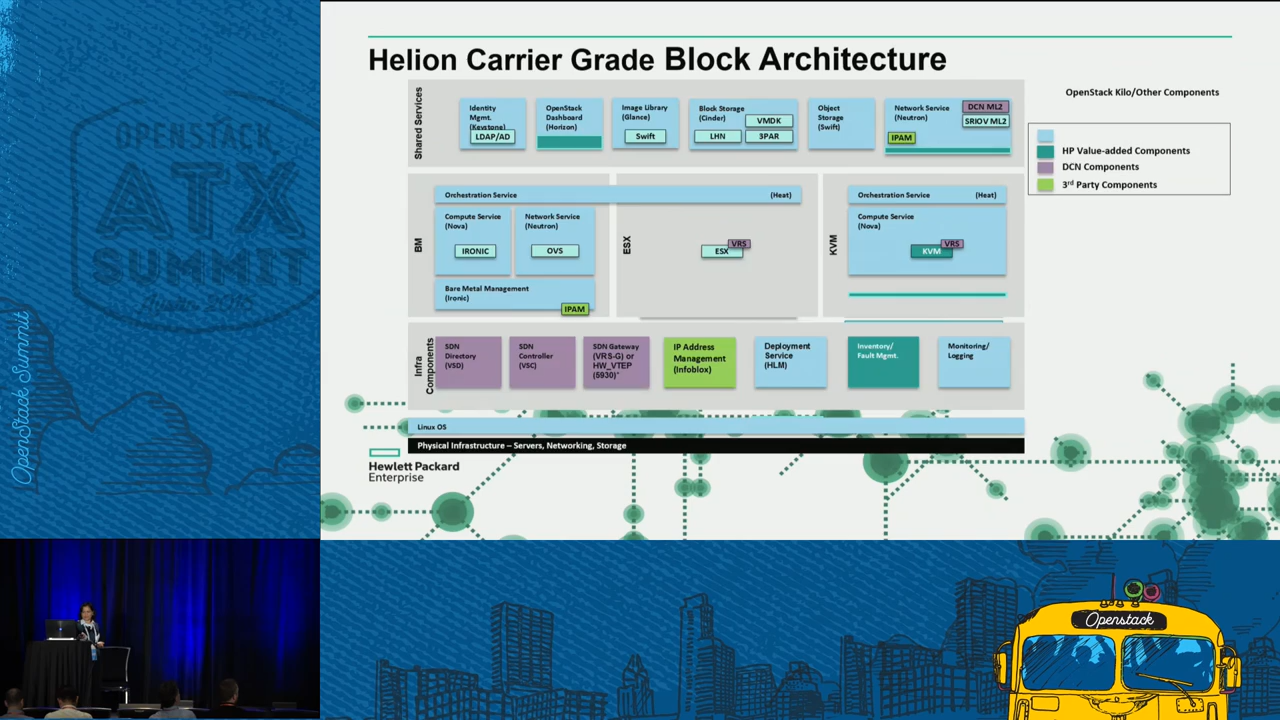 Helion Carrier Grade Block Architecture
OpenStack Kilo/Other Components
HP Value-added Components
DCN Components
3rd Party Components
Shared Services
Identity
Mgmt.
(Keystone)
LDAP/AD
OpenStack
Dashboard
(Horizon)
Image Library
(Glance)
Swift
Block Storage
(Cinder)
VMDK
LHN
3PAR
Object
Storage
(Swift)
Network Service
(Neutron)
DCN ML2
SRIOV ML2
IPAM
BM
Orchestration Service
(Heat)
Compute Service
(Nova)
IRONIC
Network Service
(Neutron)
OVS
Bare Metal Management
(Ironic)
IPAM
ESX
VRS
ESX
KVM
Orchestration Service
(Heat)
Compute Service
(Nova)
VRS
KVM
Infra
Components
SDN
Directory
(VSD)
SDN
Controller
(VSC)
SDN Gateway
(VRS-G) or
HW_VTEP
(5930)*
IP Address
Management
(Infoblox)
Deployment
Service
(HLM)
Inventory/
Fault Mgmt.
Monitoring/
Logging
Linux OS
Physical Infrastructure – Servers, Networking, Storage
Hewlett Packard
Enterprise
OPENSTACK
ATX
SUMMIT
OpenStack Summit
Openstack